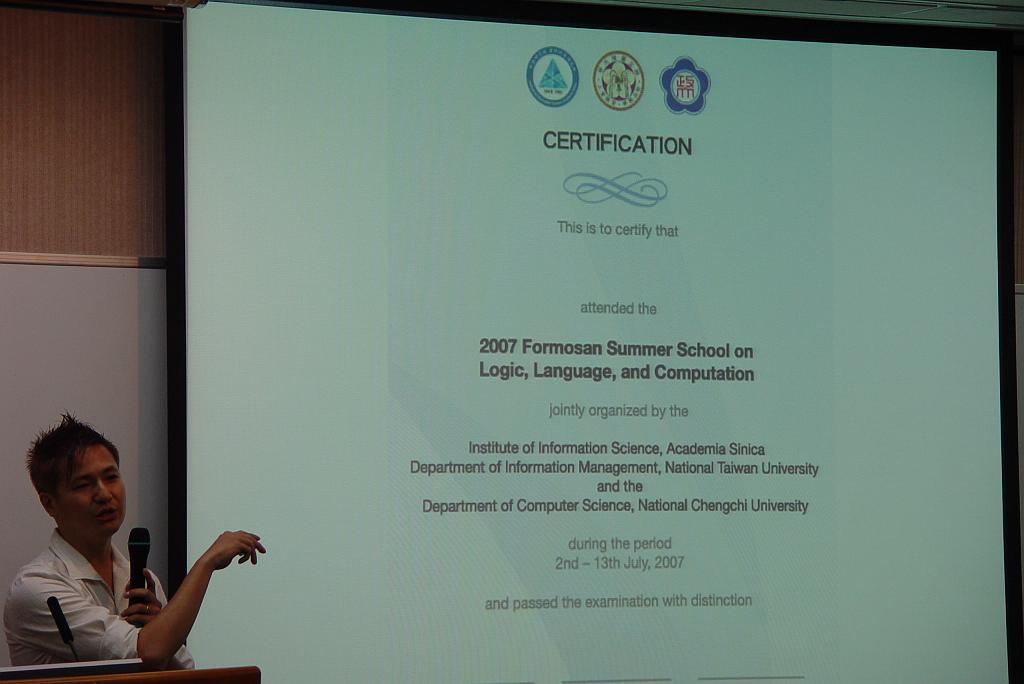 政大
CERTIFICATION
This is to certify that
attended the
2007 Formosan Summer School on
Logic, Language, and Computation
jointly organized by the
Institute of Information Science, Academia Sinica
Department of Information Management, National Taiwan University
and the
Department of Computer Science, National Chengchi University
during the period
2nd – 13th July, 2007
and passed the examination with distinction